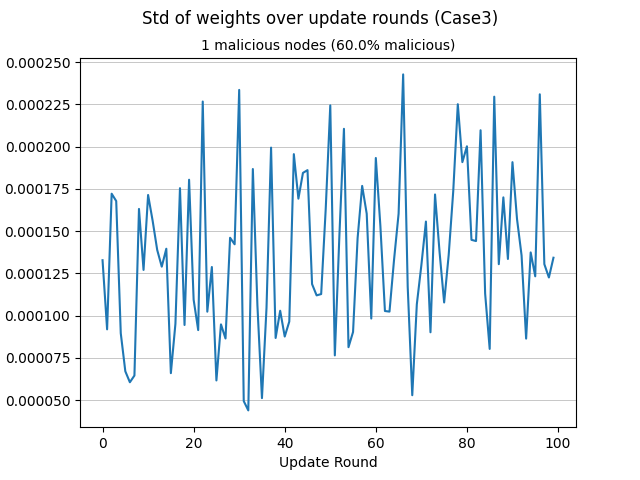 Std of weights over update rounds (Case3)
1 malicious nodes (60.0% malicious)
0.000250
0.000225
0.000200
0.000175
0.000150
0.000125
0.000100
0.000075
0.000050
0 20 40 60 80 100
Update Round